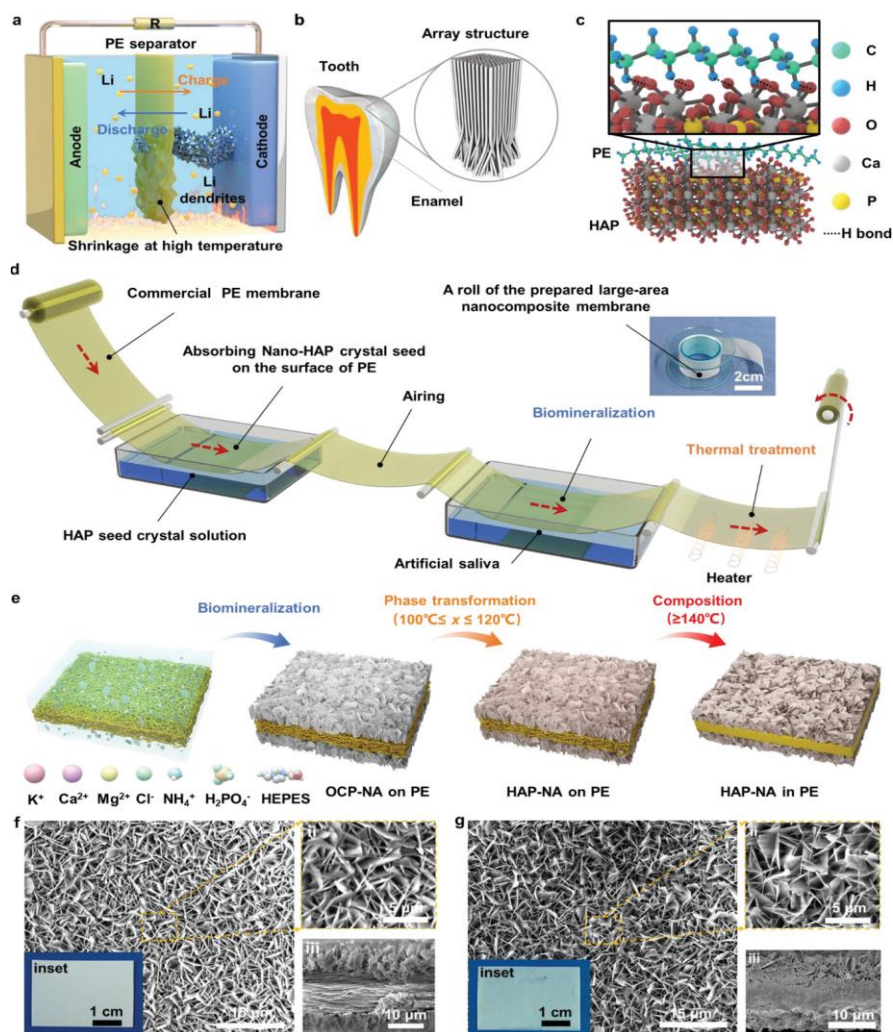 a
R
PE separator
Li
Charge
Li
Discharge
Anode
Cathode
Li
dendrites
Shrinkage at high temperature
b
Array structure
Tooth
Enamel
c
PE
HAP
C
H
O
Ca
P
H bond
d
Commercial PE membrane
A roll of the prepared large-area
nanocomposite membrane
2cm
Absorbing Nano-HAP crystal seed
on the surface of PE
Airing
Biomineralization
Thermal treatment
HAP seed crystal solution
Artificial saliva
Heater
e
Biomineralization
Phase transformation
(100℃≤ x ≤ 120℃)
Composition
(≥140℃)
K⁺
Ca²⁺
Mg²⁺
Cl⁻
NH₄⁺
H₂PO₄⁻
HEPES
OCP-NA on PE
HAP-NA on PE
HAP-NA in PE
f
ii
5 μm
inset
1 cm
15 μm
iii
10 μm
g
ii
5 μm
inset
1 cm
15 μm
iii
10 μm